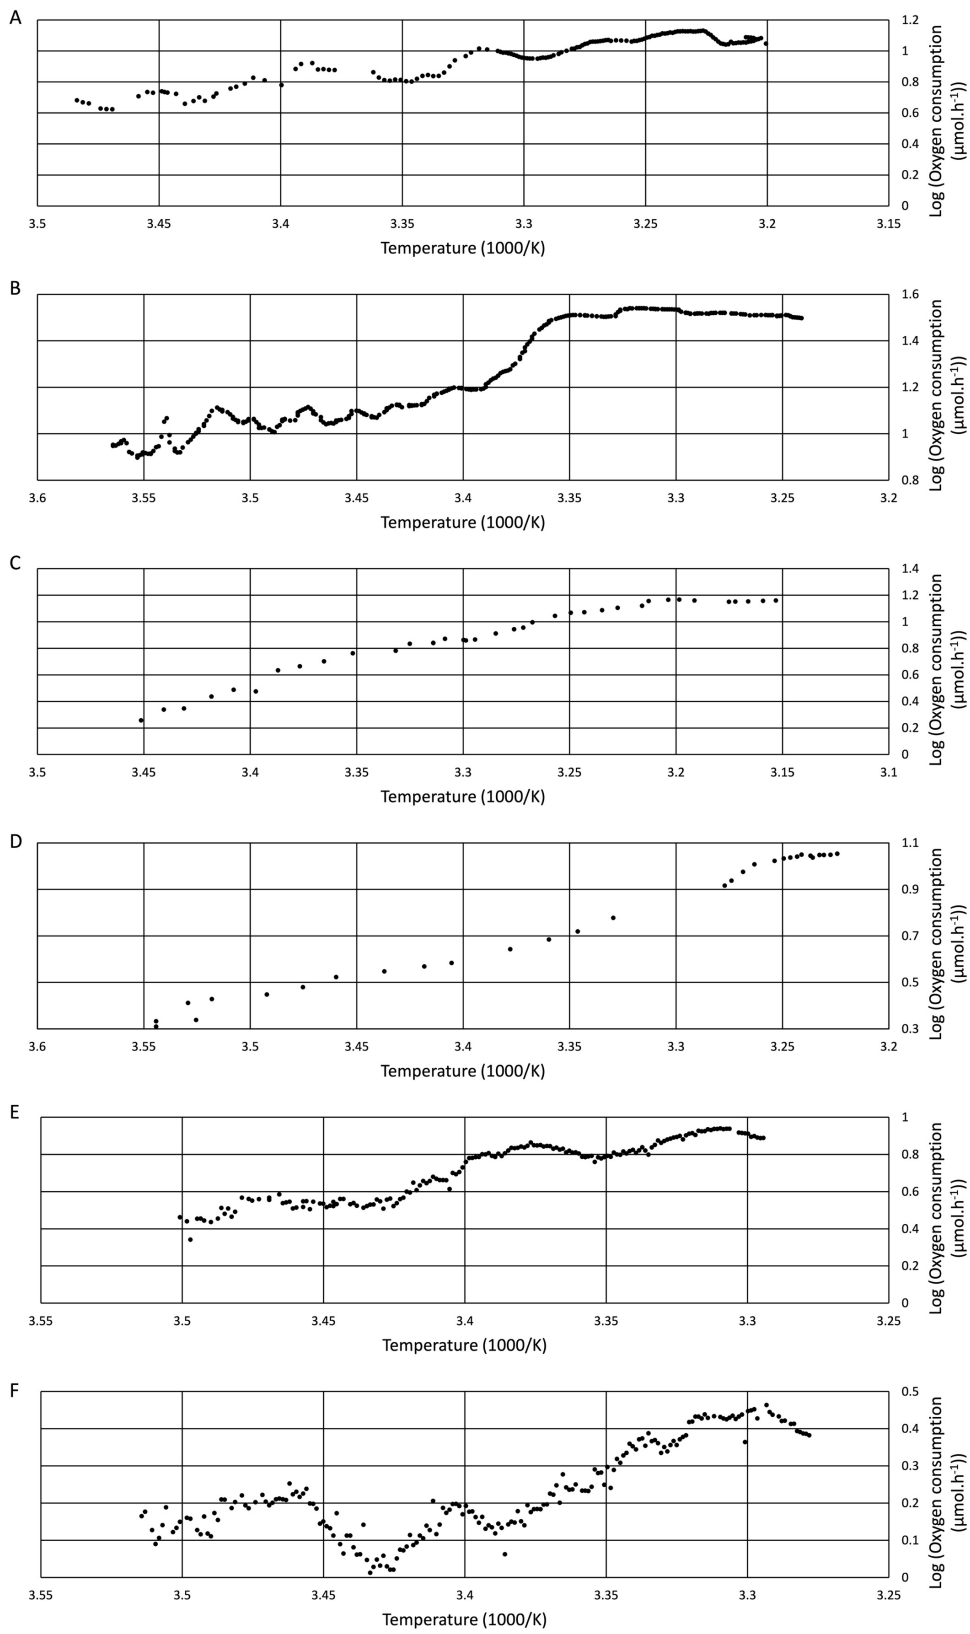 A
1.2
1
0.8
0.6
0.4
0.2
0
Log (Oxygen consumption
(µmol.h⁻¹))
3.5 3.45 3.4 3.35 3.3 3.25 3.2 3.15
Temperature (1000/K)
B
1.6
1.4
1.2
1
0.8
Log (Oxygen consumption
(µmol.h⁻¹))
3.6 3.55 3.5 3.45 3.4 3.35 3.3 3.25 3.2
Temperature (1000/K)
C
1.4
1.2
1
0.8
0.6
0.4
0.2
0
Log (Oxygen consumption
(µmol.h⁻¹))
3.5 3.45 3.4 3.35 3.3 3.25 3.2 3.15 3.1
Temperature (1000/K)
D
1.1
0.9
0.7
0.5
0.3
Log (Oxygen consumption
(µmol.h⁻¹))
3.6 3.55 3.5 3.45 3.4 3.35 3.3 3.25 3.2
Temperature (1000/K)
E
1
0.8
0.6
0.4
0.2
0
Log (Oxygen consumption
(µmol.h⁻¹))
3.55 3.5 3.45 3.4 3.35 3.3 3.25
Temperature (1000/K)
F
0.5
0.4
0.3
0.2
0.1
0
Log (Oxygen consumption
(µmol.h⁻¹))
3.55 3.5 3.45 3.4 3.35 3.3 3.25
Temperature (1000/K)